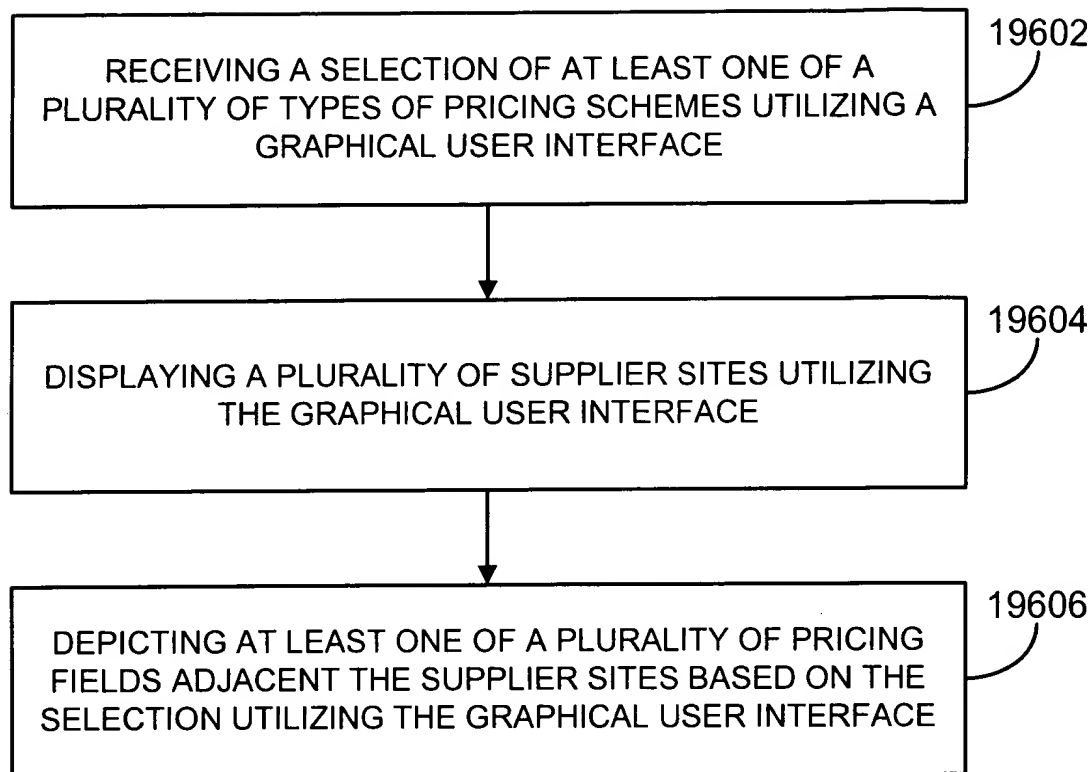 19602
RECEIVING A SELECTION OF AT LEAST ONE OF A
PLURALITY OF TYPES OF PRICING SCHEMES UTILIZING A
GRAPHICAL USER INTERFACE
19604
DISPLAYING A PLURALITY OF SUPPLIER SITES UTILIZING
THE GRAPHICAL USER INTERFACE
19606
DEPICTING AT LEAST ONE OF A PLURALITY OF PRICING
FIELDS ADJACENT THE SUPPLIER SITES BASED ON THE
SELECTION UTILIZING THE GRAPHICAL USER INTERFACE